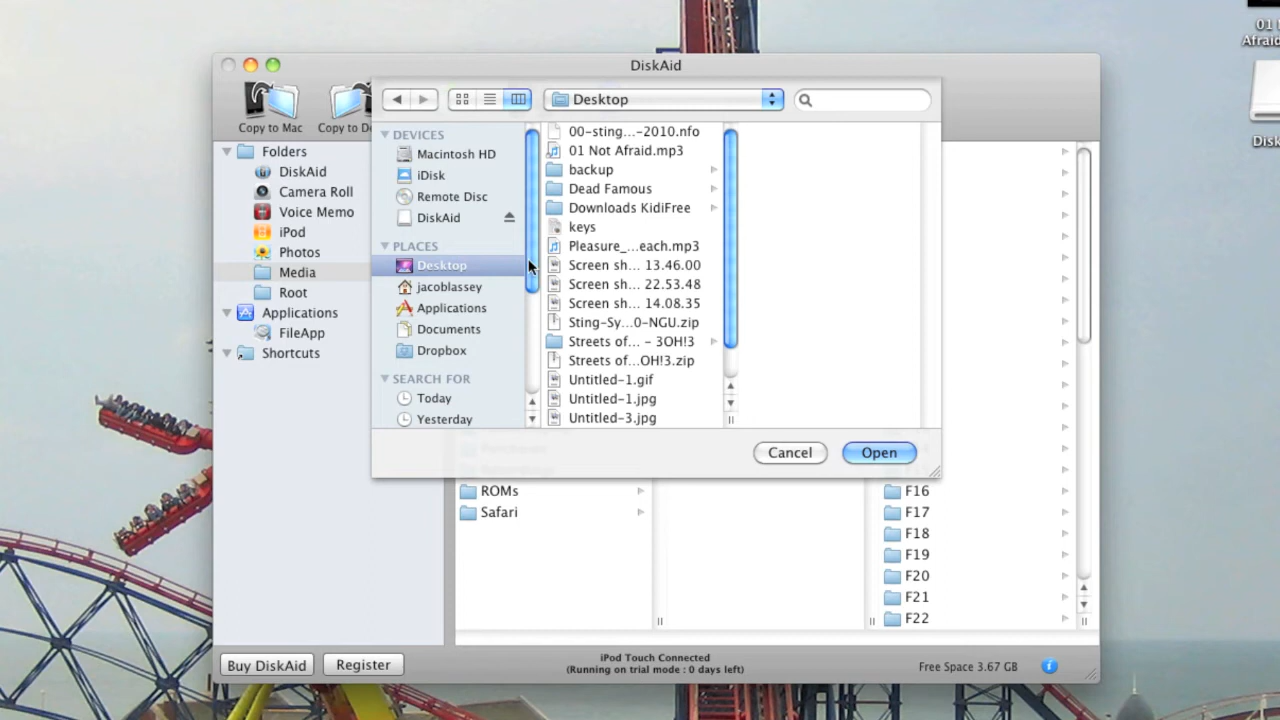 01
Afraid
DiskAid
Desktop
Copy to Mac
Copy to De
DEVICES
Macintosh HD
iDisk
Remote Disc
DiskAid
PLACES
Desktop
jacoblassey
Applications
Documents
Dropbox
SEARCH FOR
Today
Yesterday
00-sting...-2010.nfo
01 Not Afraid.mp3
backup
Dead Famous
Downloads KidiFree
keys
Pleasure_...each.mp3
Screen sh... 13.46.00
Screen sh... 22.53.48
Screen sh... 14.08.35
Sting-Sy...0-NGU.zip
Streets of... - 3OH!3
Streets of...OH!3.zip
Untitled-1.gif
Untitled-1.jpg
Untitled-3.jpg
Cancel
Open
Folders
DiskAid
Camera Roll
Voice Memo
iPod
Photos
Media
Root
Applications
FileApp
Shortcuts
ROMs
Safari
F16
F17
F18
F19
F20
F21
F22
Disk
Buy DiskAid
Register
iPod Touch Connected
(Running on trial mode : 0 days left)
Free Space 3.67 GB